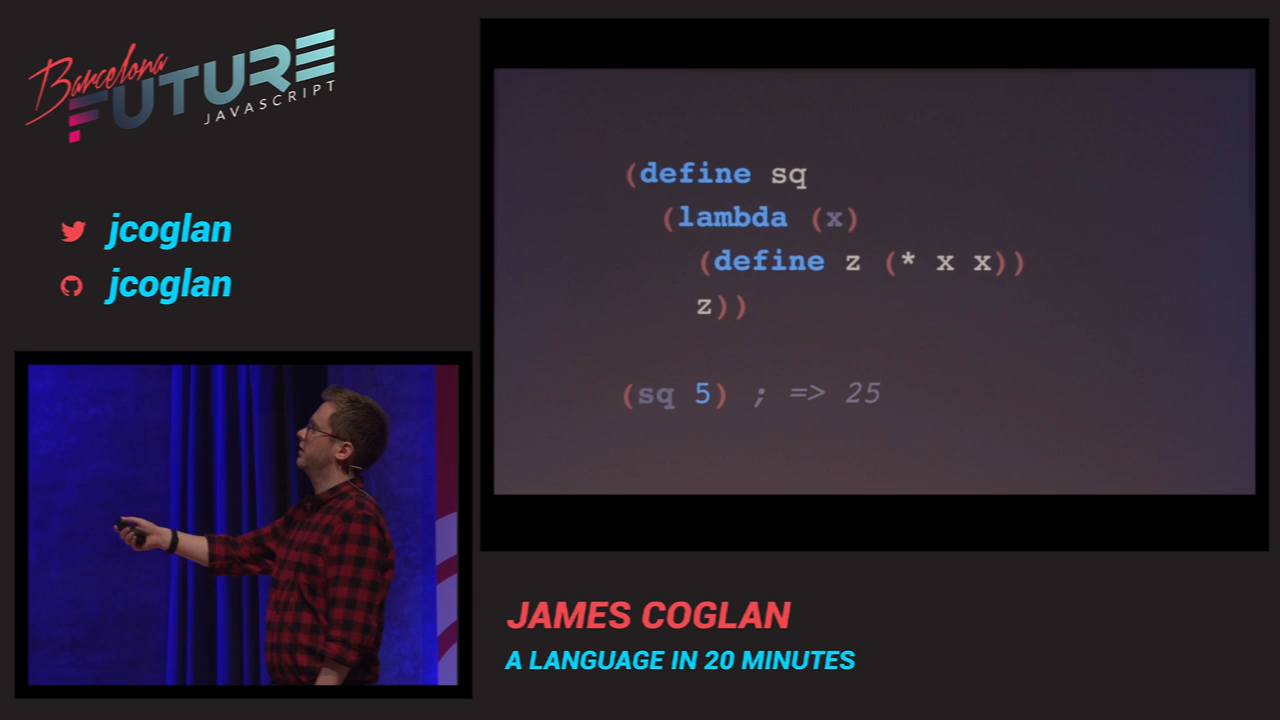 Barcelona
FUTURE
JAVASCRIPT
jcoglan
jcoglan
(define sq
(lambda (x)
(define z (* x x))
z))
(sq 5) ; => 25
JAMES COGLAN
A LANGUAGE IN 20 MINUTES